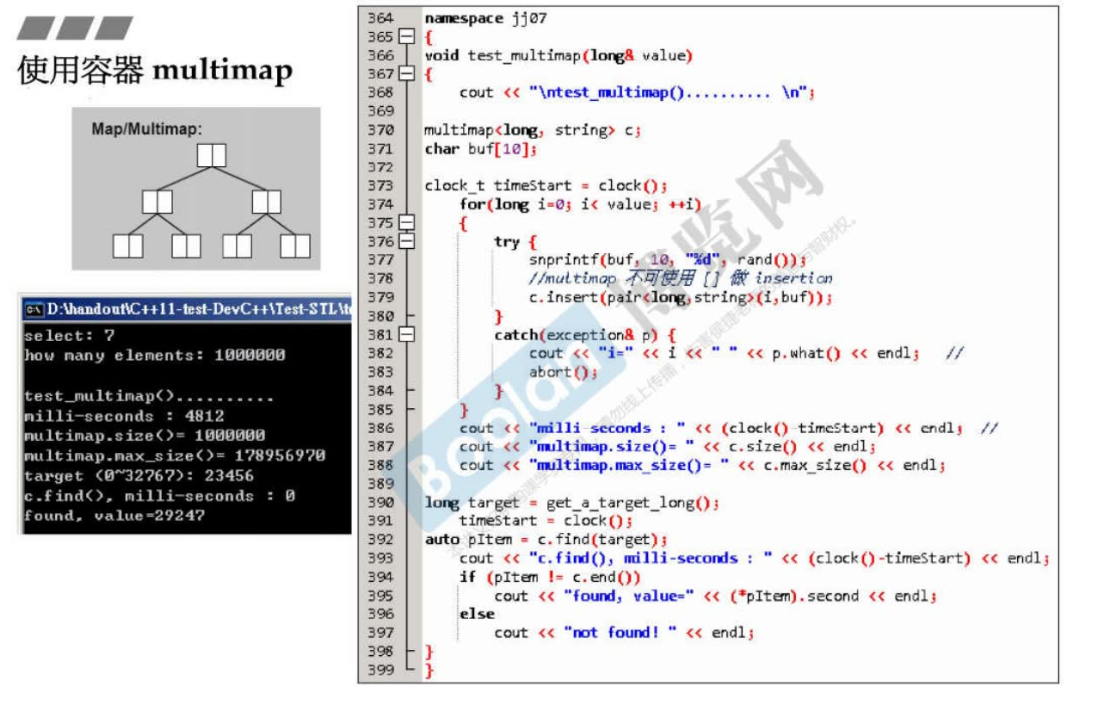 使用容器 multimap
Map/Multimap:
D:\handout\C++11-test-DevC++\Test-STL\t
select: 7
how many elements: 1000000
test_multimap()..........
milli-seconds : 4812
multimap.size()= 1000000
multimap.max_size()= 178956970
target (0~32767): 23456
c.find(), milli-seconds : 0
found, value=29247
364 namespace jj07
365 {
366 void test_multimap(long& value)
367 {
368 cout << "\ntest_multimap().......... \n";
369
370 multimap<long, string> c;
371 char buf[10];
372
373 clock_t timeStart = clock();
374 for(long i=0; i< value; ++i)
375 {
376 try {
377 snprintf(buf, 10, "%d", rand());
378 //multimap 不可使用 [] 做 insertion
379 c.insert(pair<long,string>(i,buf));
380 }
381 catch(exception& p) {
382 cout << "i=" << i << " " << p.what() << endl; //
383 abort();
384 }
385 }
386 cout << "milli-seconds : " << (clock()-timeStart) << endl; //
387 cout << "multimap.size()= " << c.size() << endl;
388 cout << "multimap.max_size()= " << c.max_size() << endl;
389
390 long target = get_a_target_long();
391 timeStart = clock();
392 auto pItem = c.find(target);
393 cout << "c.find(), milli-seconds : " << (clock()-timeStart) << endl;
394 if (pItem != c.end())
395 cout << "found, value=" << (*pItem).second << endl;
396 else
397 cout << "not found! " << endl;
398 }
399 }
Boolan 博览网